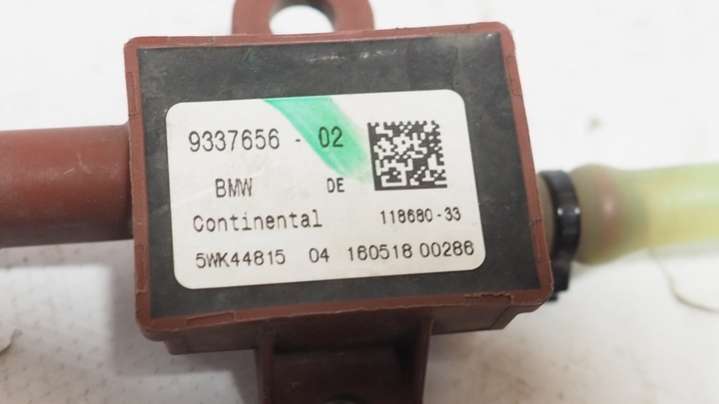 9337656 - 02
BMW DE
Continental 118680-33
5WK44815 04 160518 00286